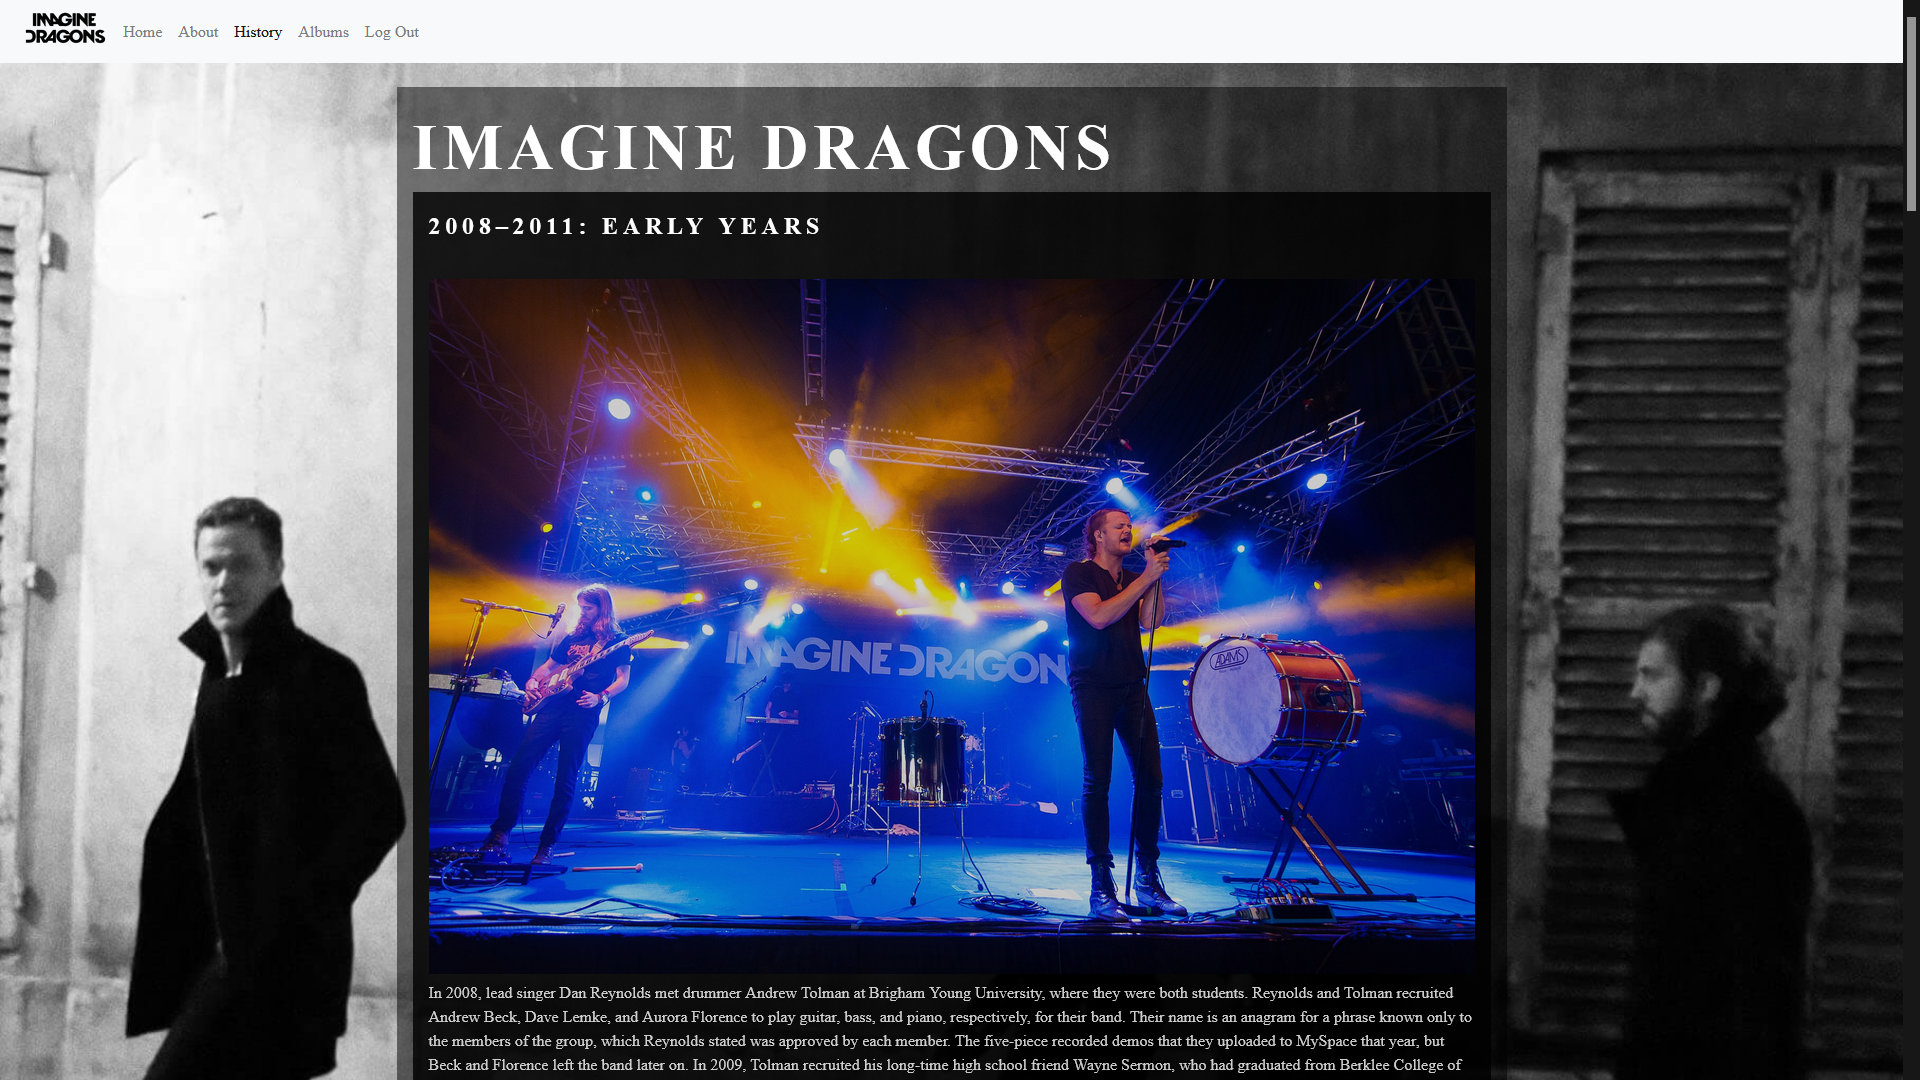 IMAGINE
DRAGONS
Home About History Albums Log Out
IMAGINE DRAGONS
2008–2011: EARLY YEARS
IMAGINE DRAGON
ADAMS
In 2008, lead singer Dan Reynolds met drummer Andrew Tolman at Brigham Young University, where they were both students. Reynolds and Tolman recruited
Andrew Beck, Dave Lemke, and Aurora Florence to play guitar, bass, and piano, respectively, for their band. Their name is an anagram for a phrase known only to
the members of the group, which Reynolds stated was approved by each member. The five-piece recorded demos that they uploaded to MySpace that year, but
Beck and Florence left the band later on. In 2009, Tolman recruited his long-time high school friend Wayne Sermon, who had graduated from Berklee College of